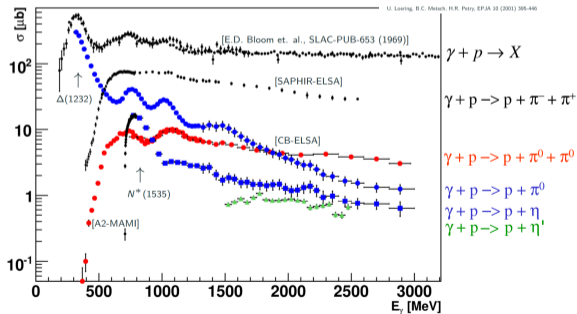 U. Loering, B.C. Metsch, H.R. Petry, EPJA 10 (2001) 395-446
σ [μb]
[E.D. Bloom et. al., SLAC-PUB-653 (1969)]
γ + p → X
10²
[SAPHIR-ELSA]
Δ(1232)
γ + p –> p + π⁻ + π⁺
10
[CB-ELSA]
γ + p –> p + π⁰ + π⁰
γ + p –> p + π⁰
1
N*(1535)
γ + p –> p + η
[A2-MAMI]
γ + p –> p + η'
10⁻¹
0 500 1000 1500 2000 2500 3000
Eγ [MeV]